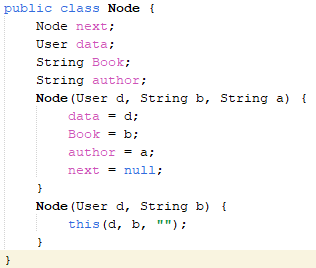 public class Node {
    Node next;
    User data;
    String Book;
    String author;
    Node(User d, String b, String a) {
        data = d;
        Book = b;
        author = a;
        next = null;
    }
    Node(User d, String b) {
        this(d, b, "");
    }
}